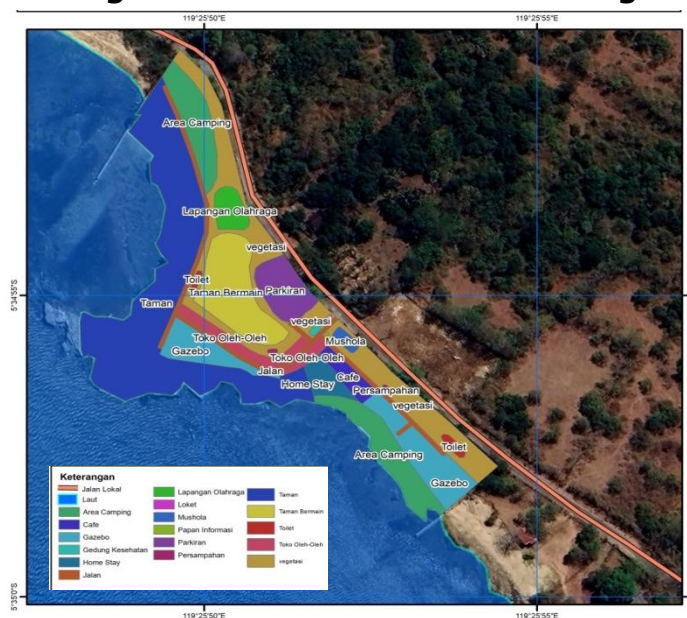 119°25'50"E
119°25'55"E
Area Camping
Lapangan Olahraga
vegetasi
Toilet
Taman Bermain
Parkiran
5°34'55"S
Taman
vegetasi
Toko Oleh-Oleh
Mushola
Gazebo
Toko Oleh-Oleh
Jalan
Cafe
Home Stay
Persampahan
vegetasi
Toilet
Area Camping
Gazebo
Keterangan
Jalan Lokal
Laut
Area Camping
Cafe
Gazebo
Gedung Kesehatan
Home Stay
Jalan
Lapangan Olahraga
Loket
Mushola
Papan Informasi
Parkiran
Persampahan
Taman
Taman Bermain
Toilet
Toko Oleh-Oleh
vegetasi
5°35'0"S
119°25'50"E
119°25'55"E